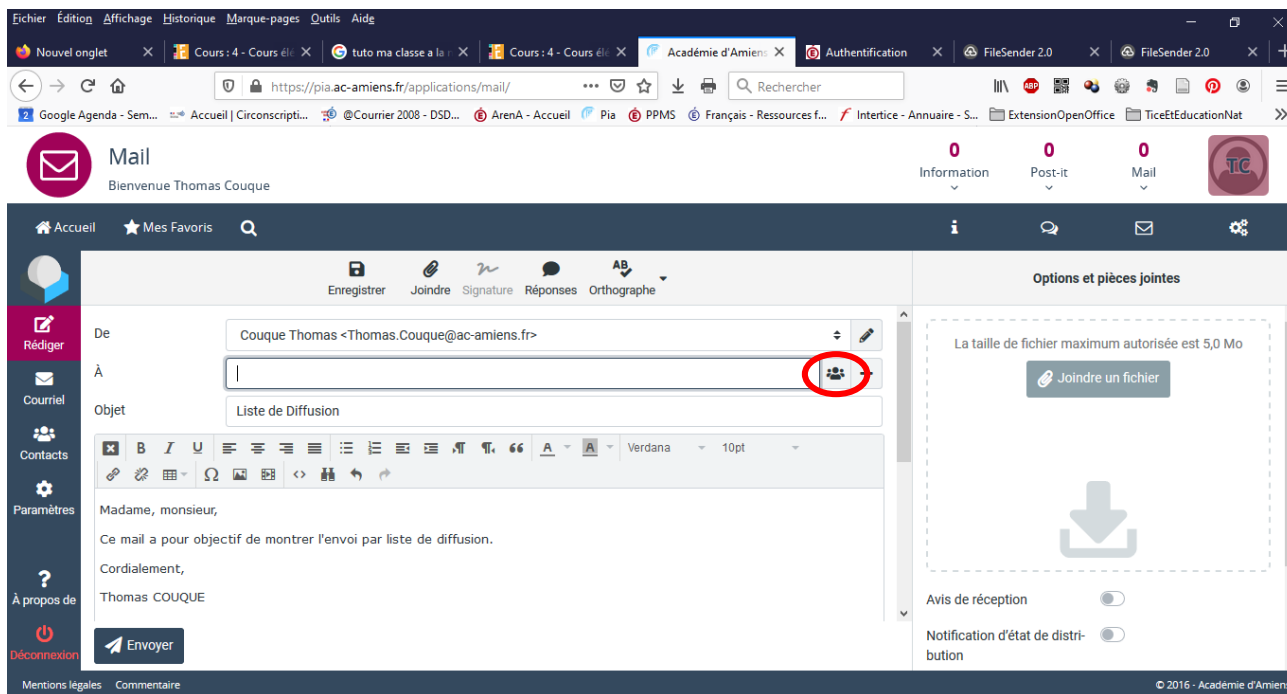 Fichier Édition Affichage Historique Marque-pages Outils Aide
Nouvel onglet
Cours : 4 - Cours élé
tuto ma classe a la
Cours : 4 - Cours élé
Académie d'Amiens
Authentification
FileSender 2.0
FileSender 2.0
https://pia.ac-amiens.fr/applications/mail/
Rechercher
Google Agenda - Sem...
Accueil | Circonscripti...
@Courrier 2008 - DSD...
ArenA - Accueil
Pia
PPMS
Français - Ressources f...
Intertice - Annuaire - S...
ExtensionOpenOffice
TiceEtEducationNat
Mail
Bienvenue Thomas Couque
0 0 0
Information Post-it Mail
TC
Accueil Mes Favoris
Enregistrer Joindre Signature Réponses Orthographe
Options et pièces jointes
Rédiger
Courriel
Contacts
Paramètres
À propos de
Déconnexion
De Couque Thomas <Thomas.Couque@ac-amiens.fr>
À
Objet Liste de Diffusion
B I U
A A Verdana 10pt
Madame, monsieur,
Ce mail a pour objectif de montrer l'envoi par liste de diffusion.
Cordialement,
Thomas COUQUE
Envoyer
La taille de fichier maximum autorisée est 5,0 Mo
Joindre un fichier
Avis de réception
Notification d'état de distri-
bution
Mentions légales Commentaire
© 2016 - Académie d'Amiens